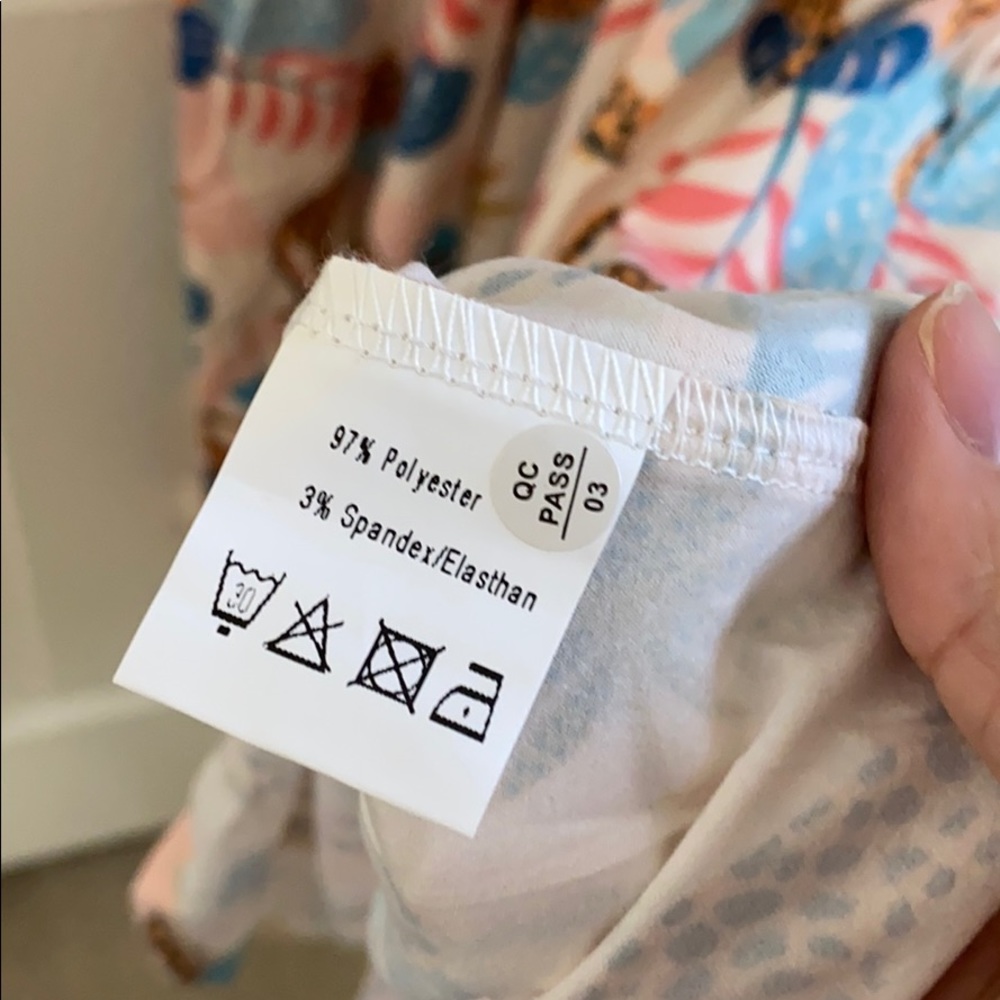 97% Polyester
3% Spandex/Elasthan
30
QC
PASS
03